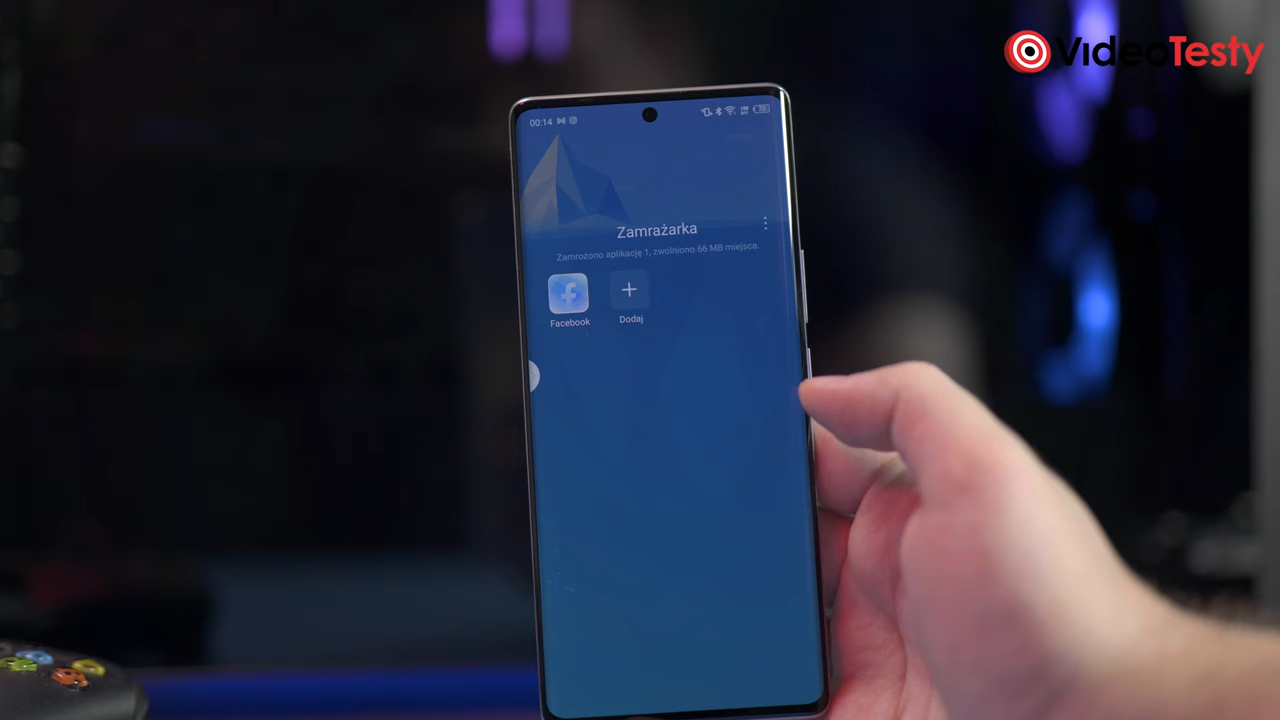 VideoTesty
00:14
Zamrażarka
Zamrożono aplikację 1, zwolniono 66 MB miejsca.
Facebook
Dodaj